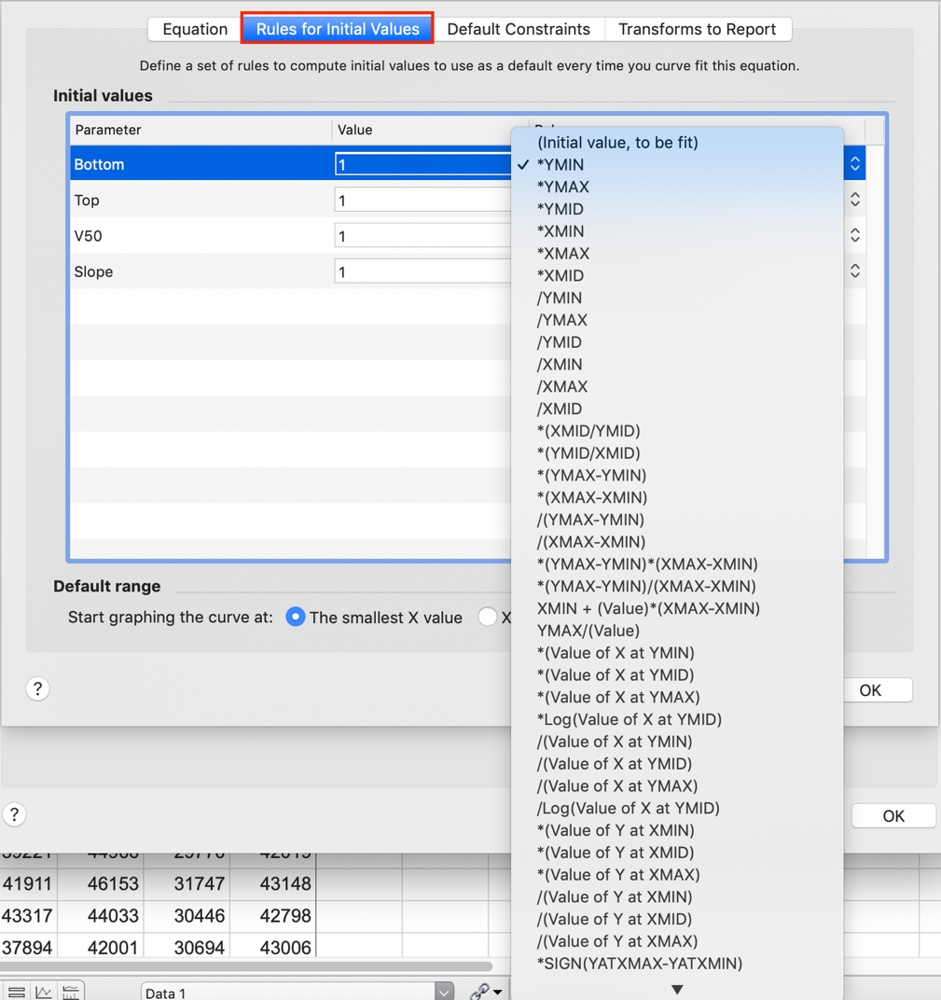 Equation Rules for Initial Values Default Constraints Transforms to Report
Define a set of rules to compute initial values to use as a default every time you curve fit this equation.
Initial values
Parameter Value
Bottom 1
Top 1
V50 1
Slope 1
(Initial value, to be fit)
✓ *YMIN
*YMAX
*YMID
*XMIN
*XMAX
*XMID
/YMIN
/YMAX
/YMID
/XMIN
/XMAX
/XMID
*(XMID/YMID)
*(YMID/XMID)
*(YMAX-YMIN)
*(XMAX-XMIN)
/(YMAX-YMIN)
/(XMAX-XMIN)
*(YMAX-YMIN)*(XMAX-XMIN)
*(YMAX-YMIN)/(XMAX-XMIN)
XMIN + (Value)*(XMAX-XMIN)
YMAX/(Value)
*(Value of X at YMIN)
*(Value of X at YMID)
*(Value of X at YMAX)
*Log(Value of X at YMID)
/(Value of X at YMIN)
/(Value of X at YMID)
/(Value of X at YMAX)
/Log(Value of X at YMID)
*(Value of Y at XMIN)
*(Value of Y at XMID)
*(Value of Y at XMAX)
/(Value of Y at XMIN)
/(Value of Y at XMID)
/(Value of Y at XMAX)
*SIGN(YATXMAX-YATXMIN)
Default range
Start graphing the curve at: The smallest X value X
? OK
? OK
41911 46153 31747 43148
43317 44033 30446 42798
37894 42001 30694 43006
Data 1